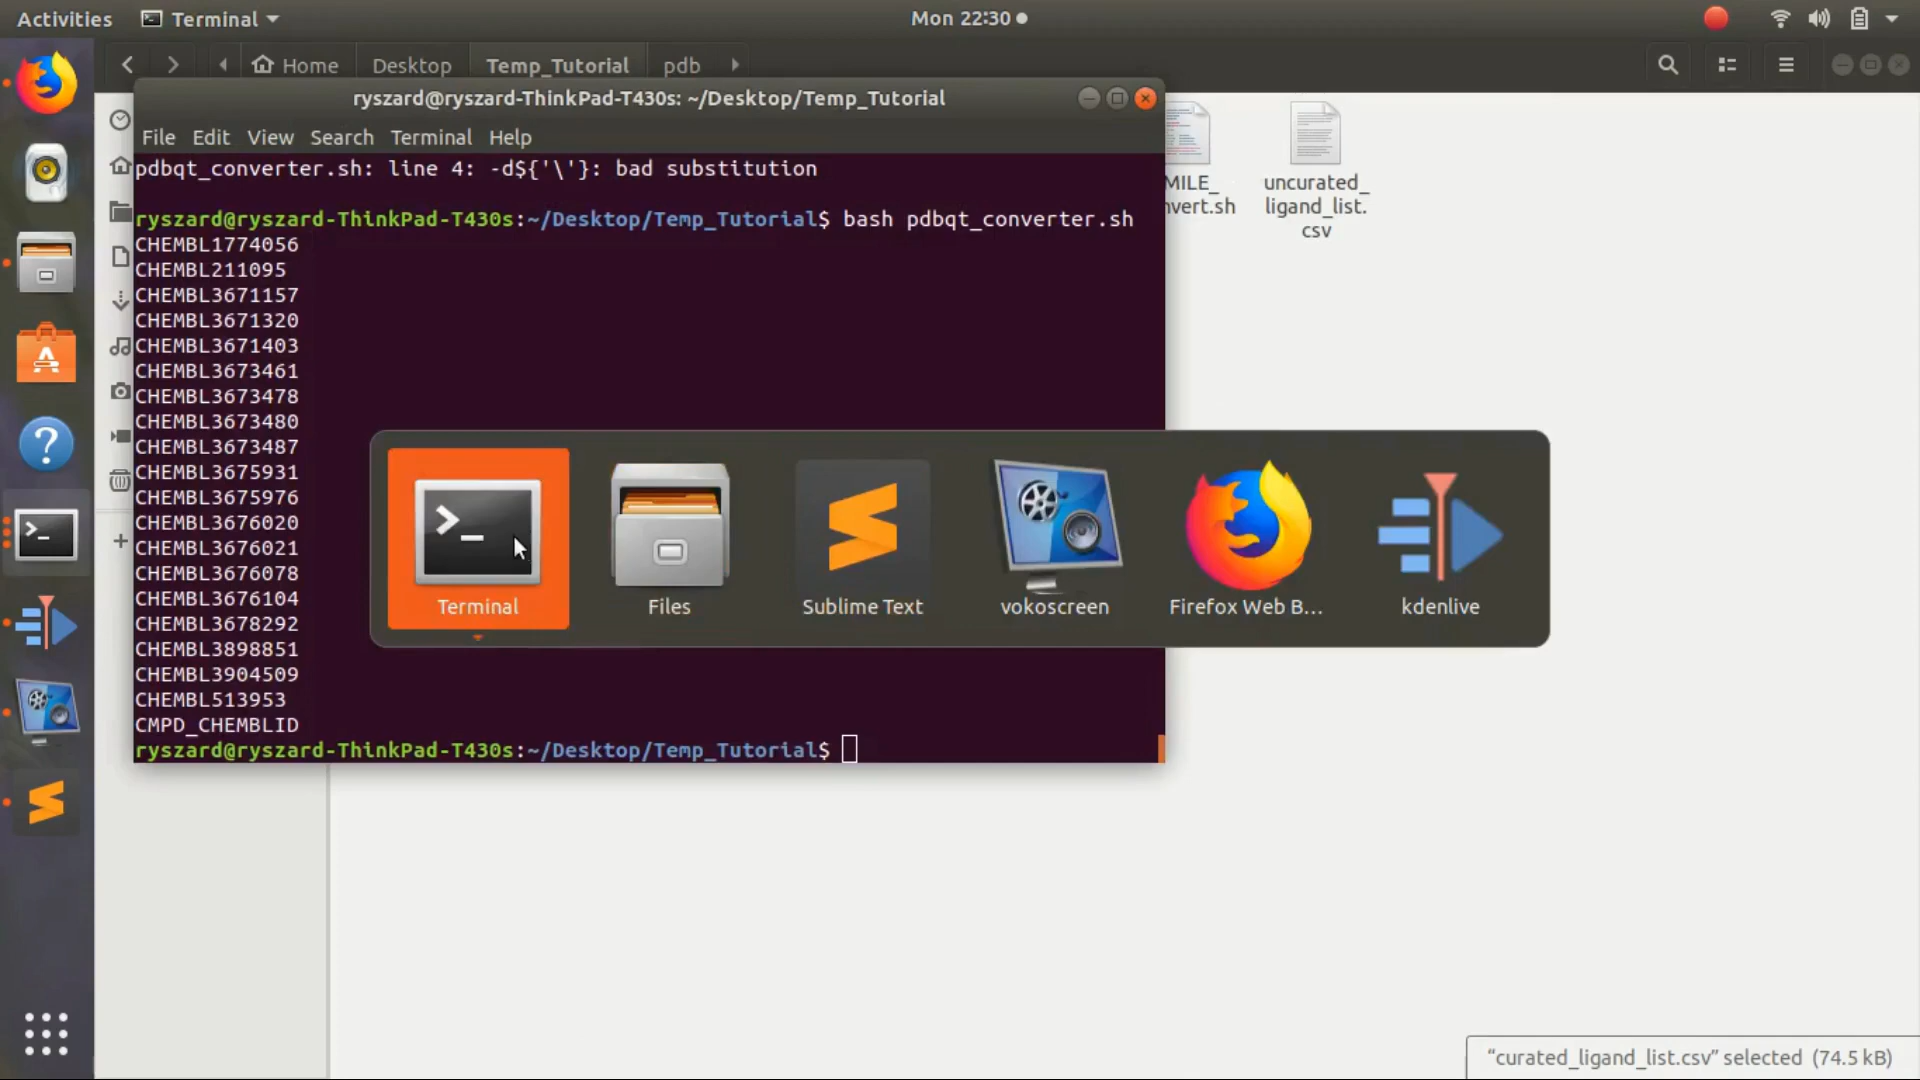 Activities
Terminal
Mon 22:30
Home
Desktop
Temp_Tutorial
pdb
ryszard@ryszard-ThinkPad-T430s: ~/Desktop/Temp_Tutorial
File Edit View Search Terminal Help
pdbqt_converter.sh: line 4: -d${'\'}: bad substitution
ryszard@ryszard-ThinkPad-T430s:~/Desktop/Temp_Tutorial$ bash pdbqt_converter.sh
CHEMBL1774056
CHEMBL211095
CHEMBL3671157
CHEMBL3671320
CHEMBL3671403
CHEMBL3673461
CHEMBL3673478
CHEMBL3673480
CHEMBL3673487
CHEMBL3675931
CHEMBL3675976
CHEMBL3676020
CHEMBL3676021
CHEMBL3676078
CHEMBL3676104
CHEMBL3678292
CHEMBL3898851
CHEMBL3904509
CHEMBL513953
CMPD_CHEMBLID
ryszard@ryszard-ThinkPad-T430s:~/Desktop/Temp_Tutorial$
MILE_
nvert.sh
uncurated_
ligand_list.
csv
Terminal
Files
Sublime Text
vokoscreen
Firefox Web B...
kdenlive
"curated_ligand_list.csv" selected (74.5 kB)